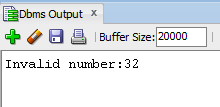 Dbms Output
Buffer Size: 20000
Invalid number:32